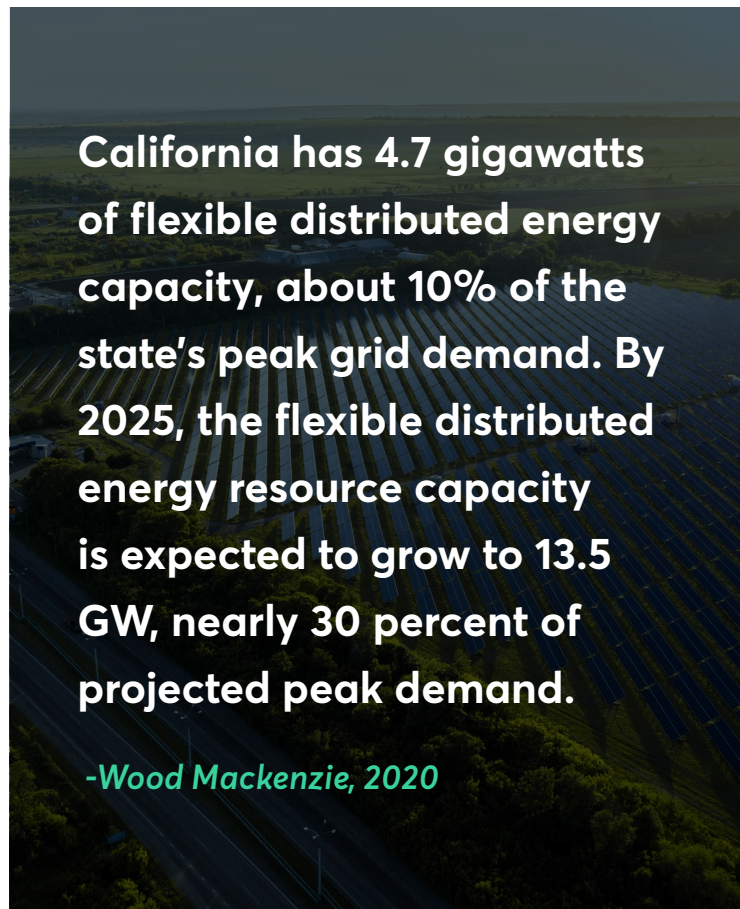 California has 4.7 gigawatts
of flexible distributed energy
capacity, about 10% of the
state's peak grid demand. By
2025, the flexible distributed
energy resource capacity
is expected to grow to 13.5
GW, nearly 30 percent of
projected peak demand.
-Wood Mackenzie, 2020